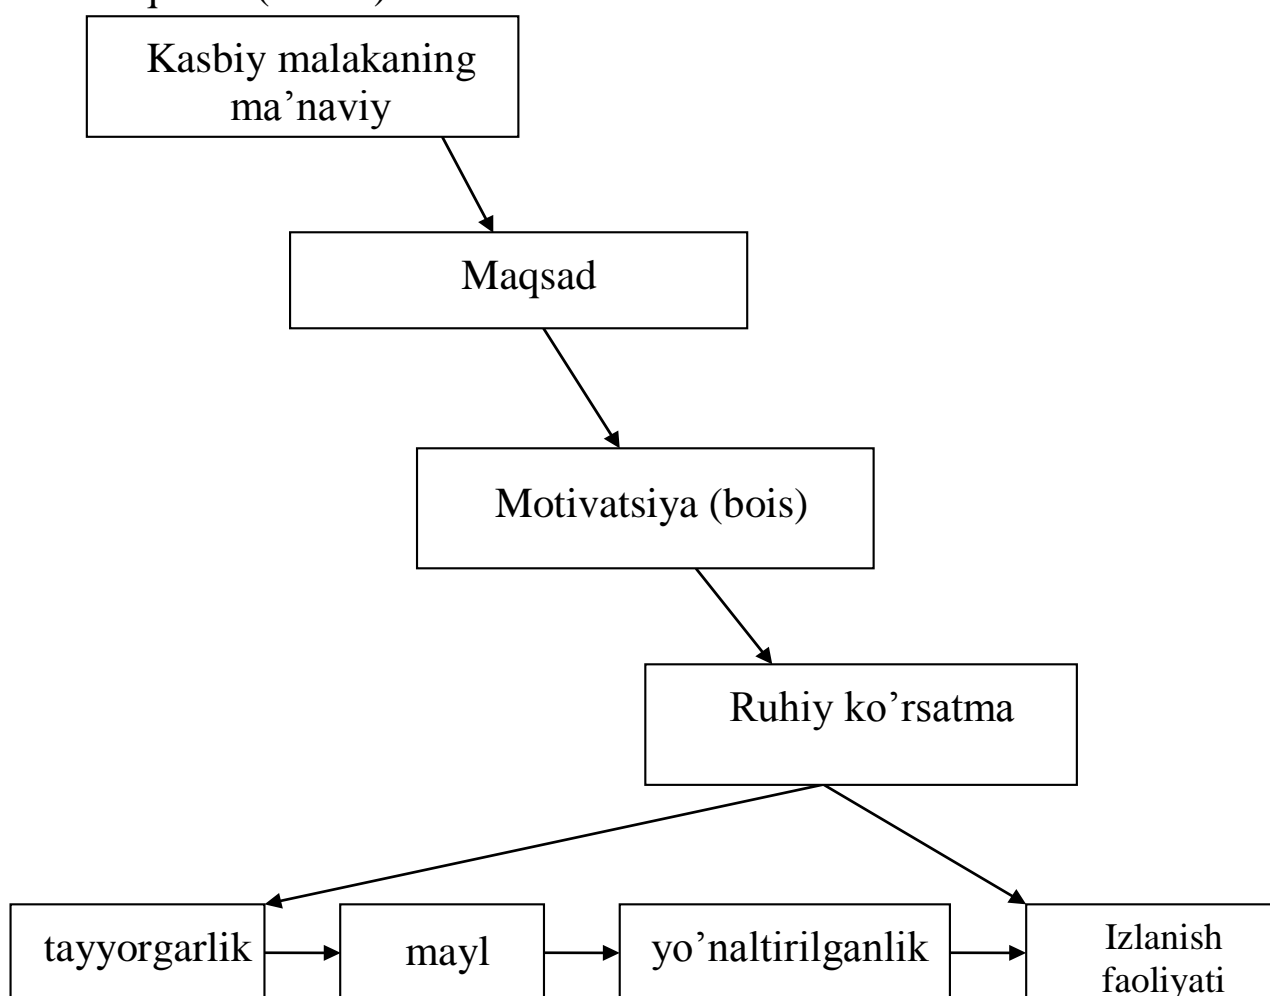 Kasbiy malakaning
ma’naviy
Maqsad
Motivatsiya (bois)
Ruhiy ko’rsatma
tayyorgarlik
mayl
yo’naltirilganlik
Izlanish
faoliyati